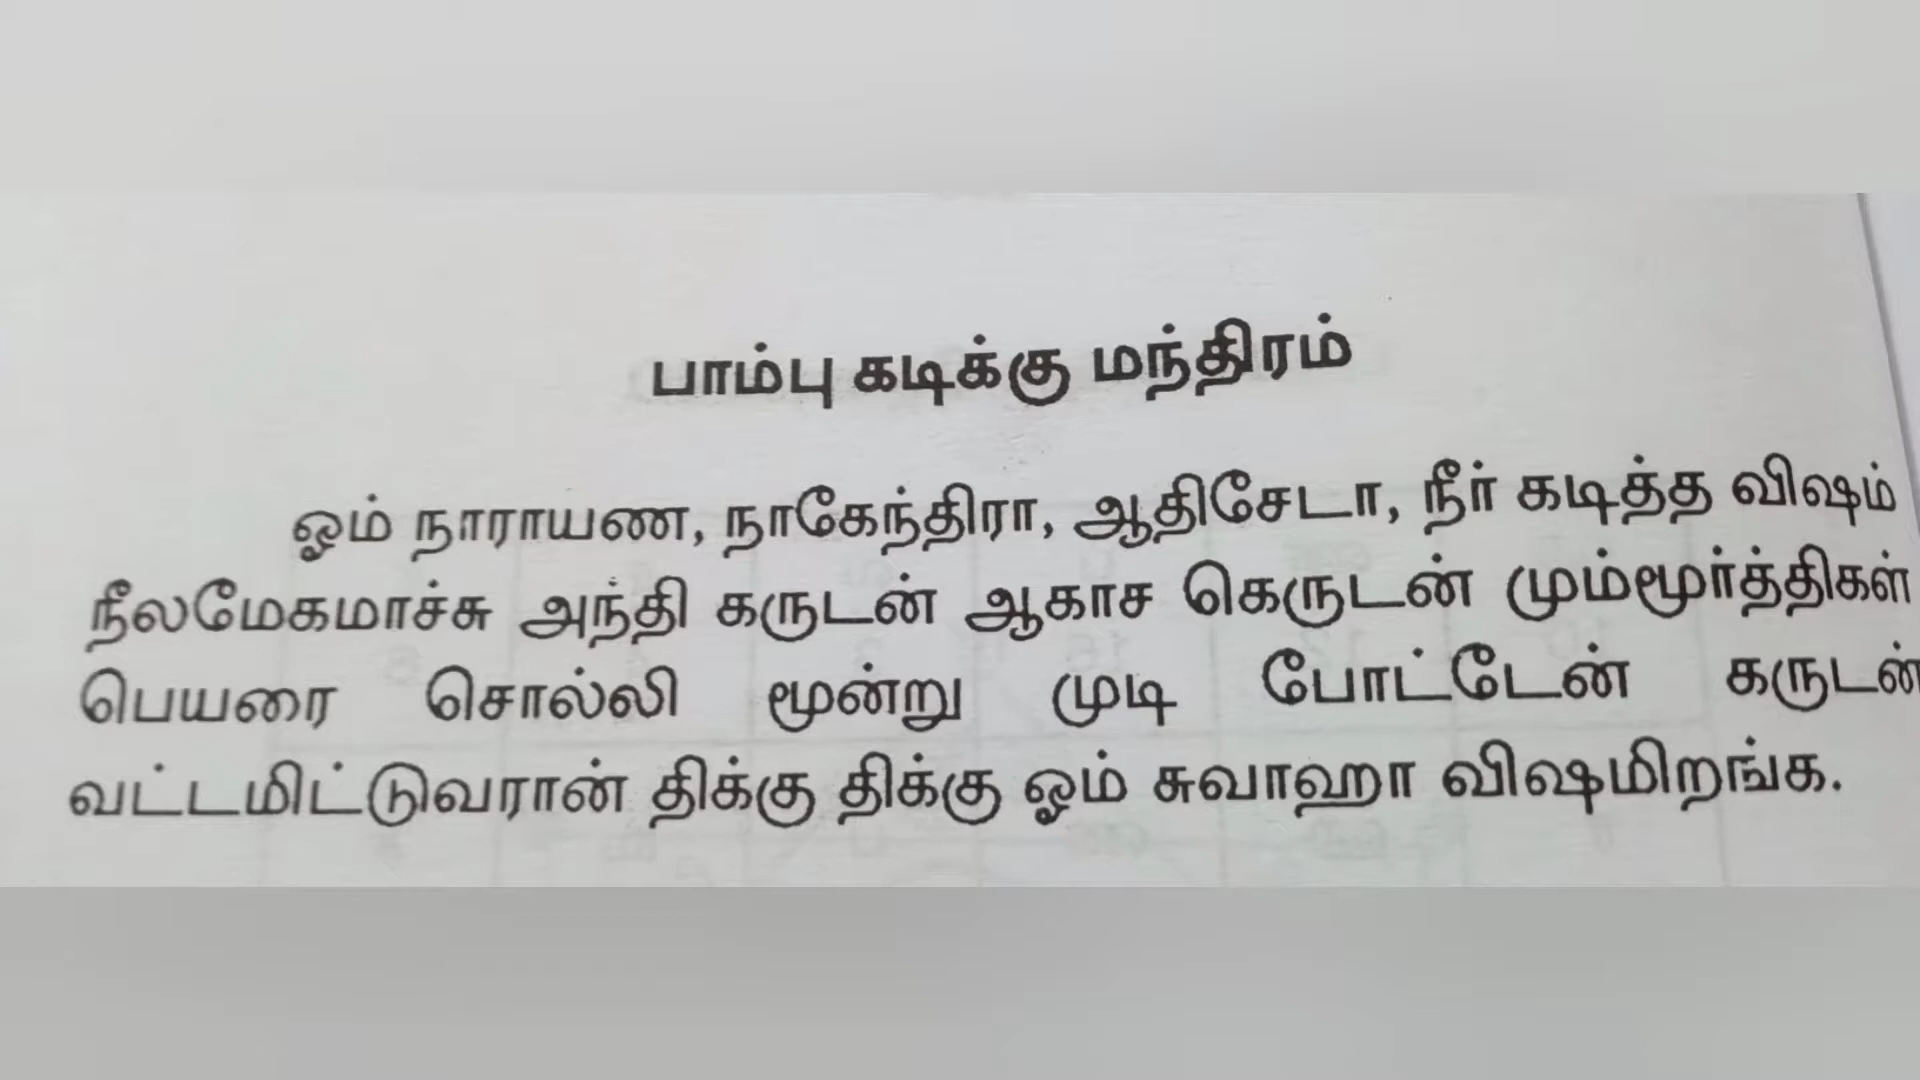 பாம்பு கடிக்கு மந்திரம்
ஓம் நாராயண, நாகேந்திரா, ஆதிசேடா, நீர் கடித்த விஷம்
நீலமேகமாச்சு அந்தி கருடன் ஆகாச கெருடன் மும்மூர்த்திகள்
பெயரை சொல்லி மூன்று முடி போட்டேன் கருடன்
வட்டமிட்டுவரான் திக்கு திக்கு ஓம் சுவாஹா விஷமிறங்க.